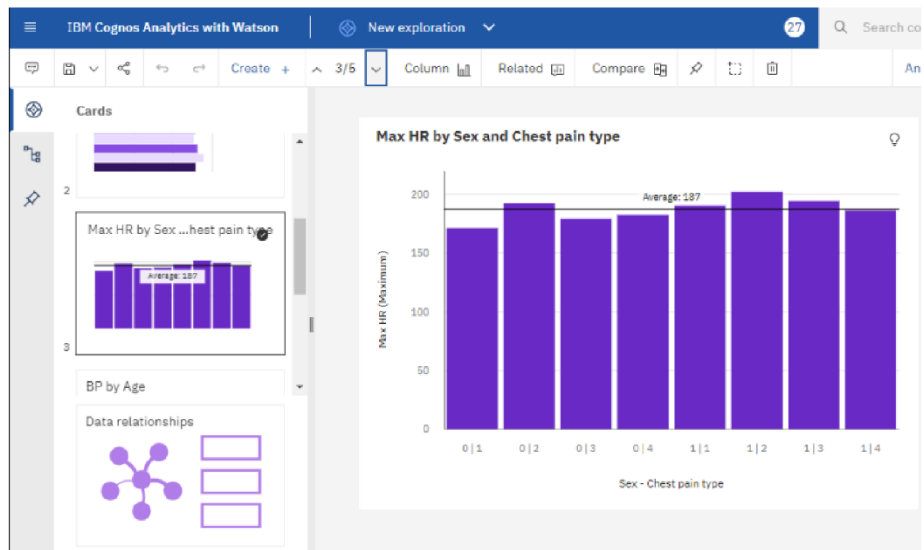 IBM Cognos Analytics with Watson
New exploration
27
Search co
Create +
3/5
Column
Related
Compare
An
Cards
2
Max HR by Sex ...hest pain type
Average: 187
3
BP by Age
Data relationships
Max HR by Sex and Chest pain type
Max HR (Maximum)
200
150
100
50
0
Average: 187
0|1 0|2 0|3 0|4 1|1 1|2 1|3 1|4
Sex - Chest pain type